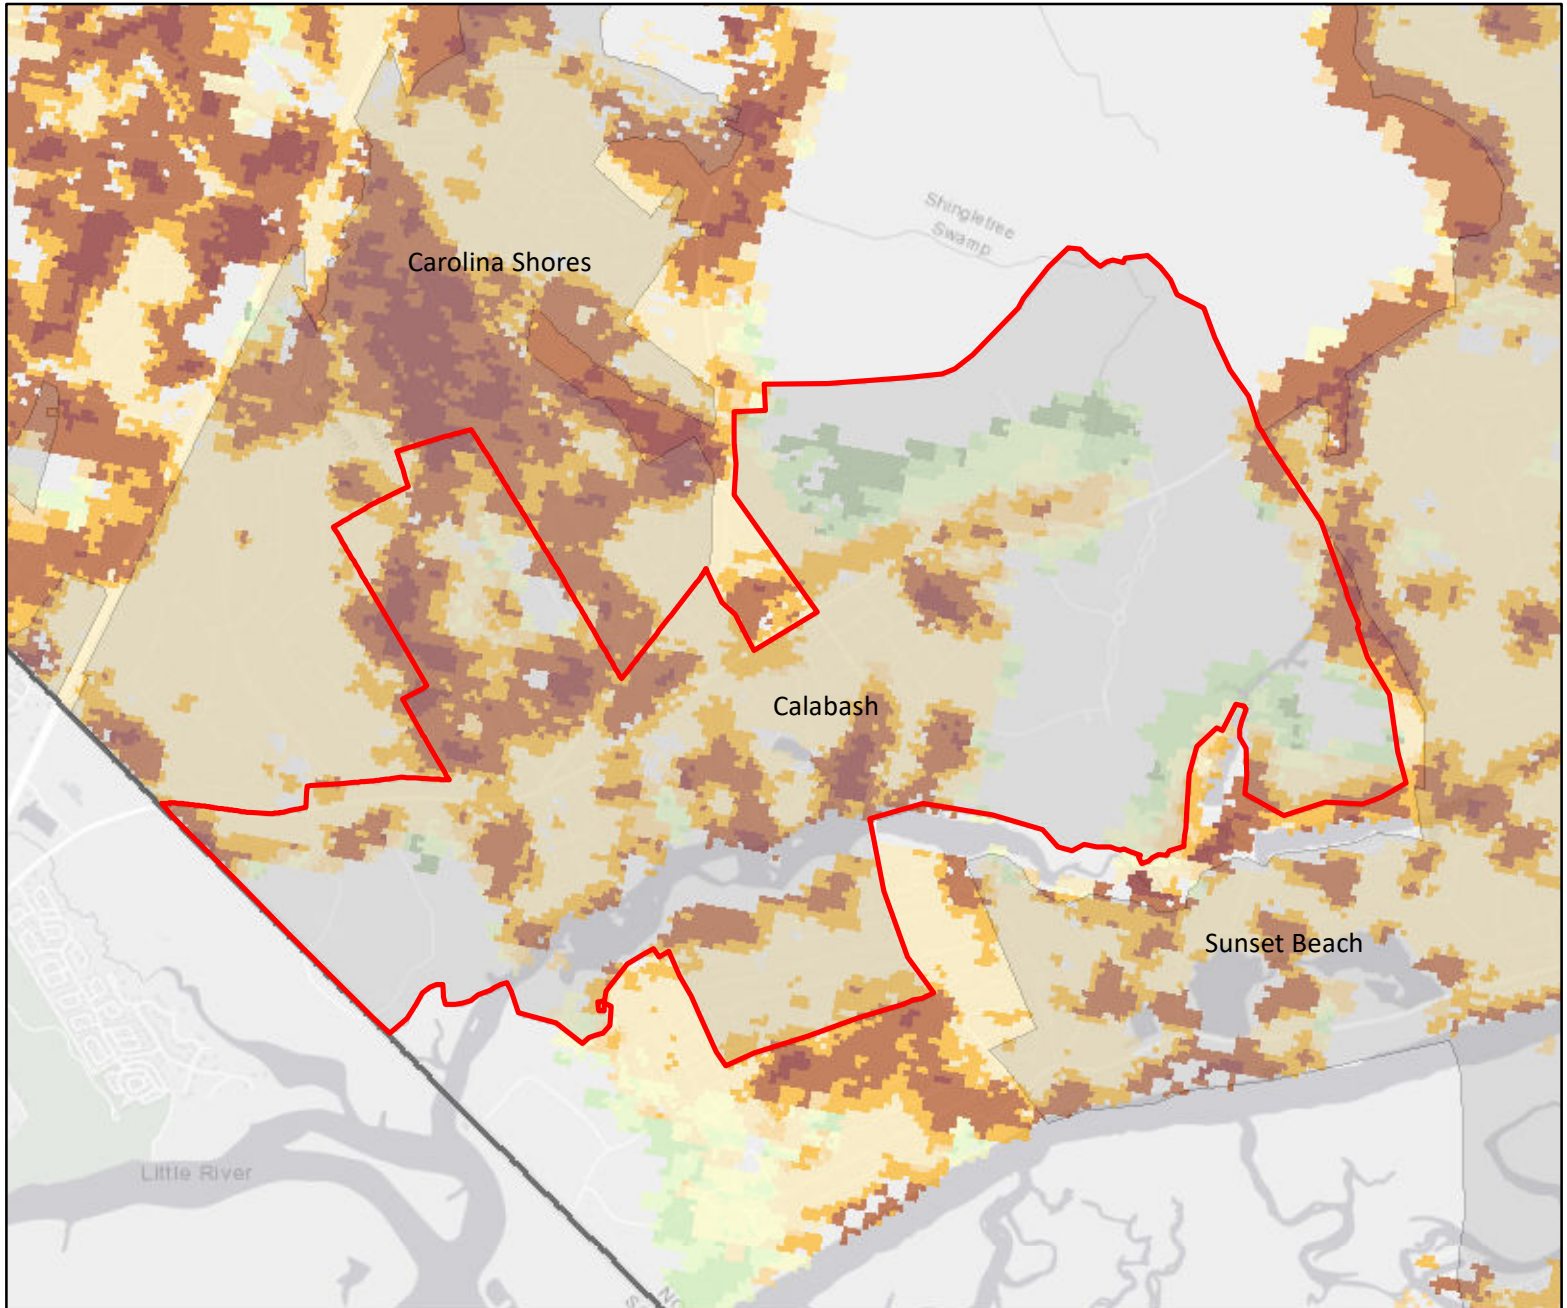 Shingletree
Swamp
Carolina Shores
Calabash
Sunset Beach
Little River